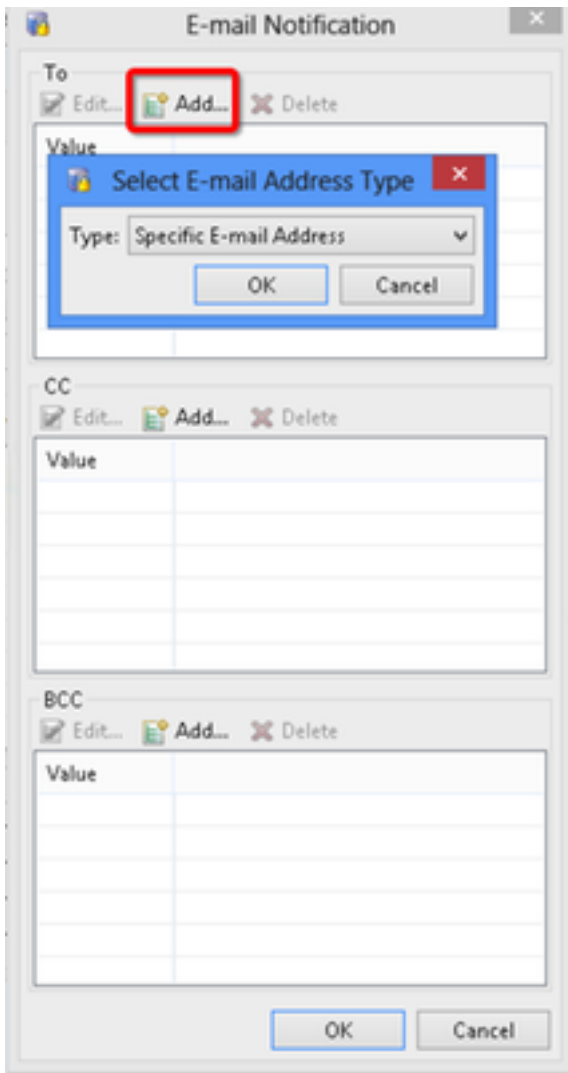 E-mail Notification
To
Edit... Add... Delete
Value
Select E-mail Address Type
Type: Specific E-mail Address
OK Cancel
CC
Edit... Add... Delete
Value
BCC
Edit... Add... Delete
Value
OK Cancel